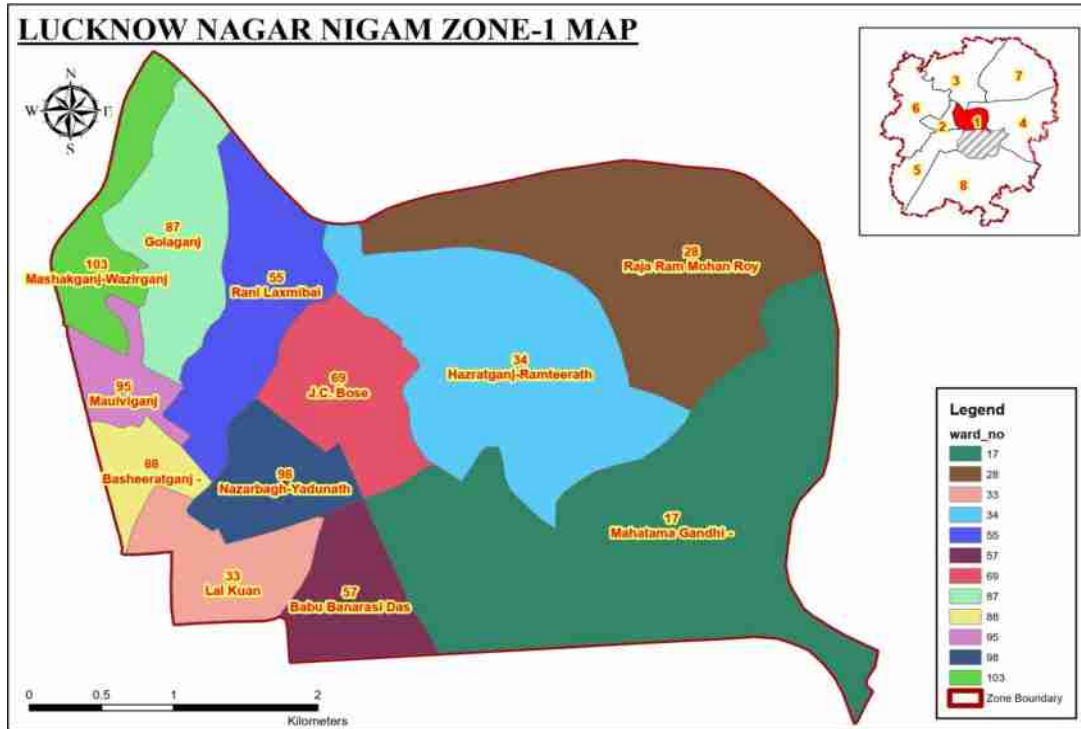 LUCKNOW NAGAR NIGAM ZONE-1 MAP
N
W E
S
3
7
6
1
4
2
5
8
87
Golaganj
103
Mashakganj-Wazirganj
55
Rani Laxmibai
28
Raja Ram Mohan Roy
34
Hazratganj-Ramteerath
69
J.C. Bose
95
Maulviganj
88
Basheeratganj -
98
Nazarbagh-Yadunath
17
Mahatama Gandhi -
33
Lal Kuan
57
Babu Banarasi Das
Legend
ward_no
17
28
33
34
55
57
69
87
88
95
98
103
Zone Boundary
0 0.5 1 2
Kilometers